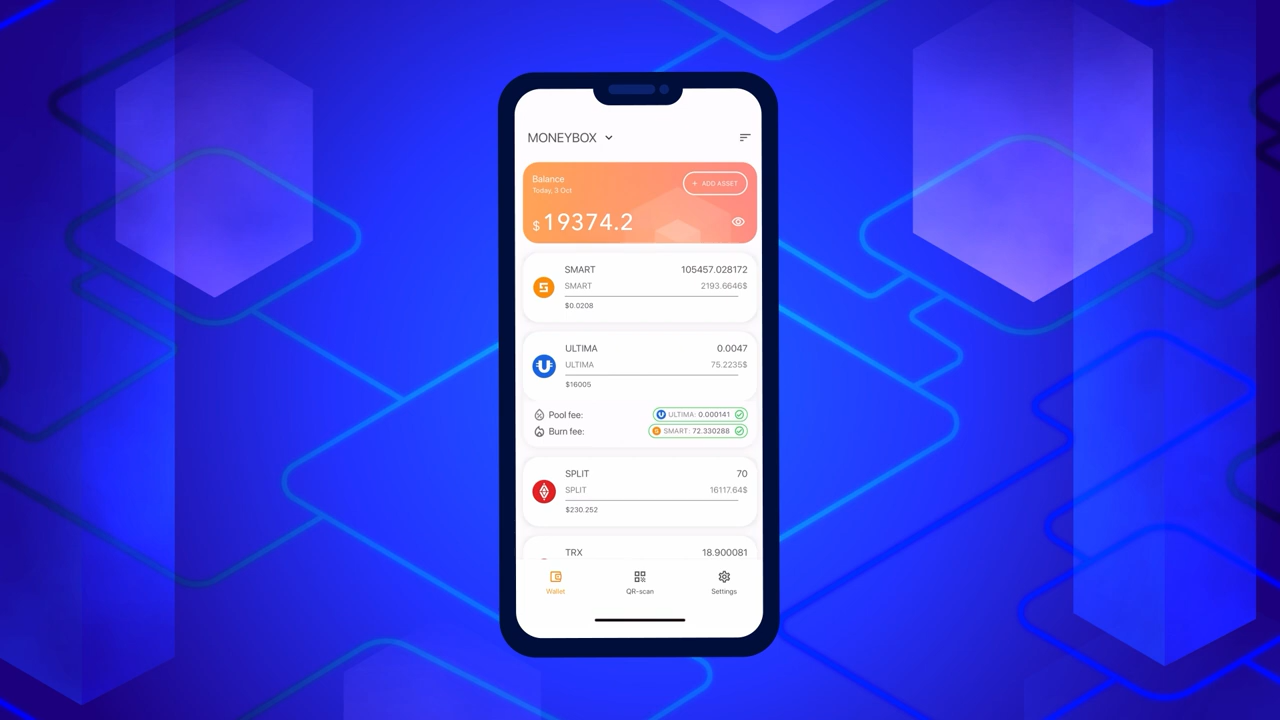 MONEYBOX
Balance
Today, 3 Oct
+ ADD ASSET
$ 19374.2
SMART 105457.028172
SMART 2193.6646$
$0.0208
ULTIMA 0.0047
ULTIMA 75.2235$
$16005
Pool fee: ULTIMA: 0.000141
Burn fee: SMART: 72.330288
SPLIT 70
SPLIT 16117.64$
$230.252
TRX 18.900081
Wallet QR-scan Settings